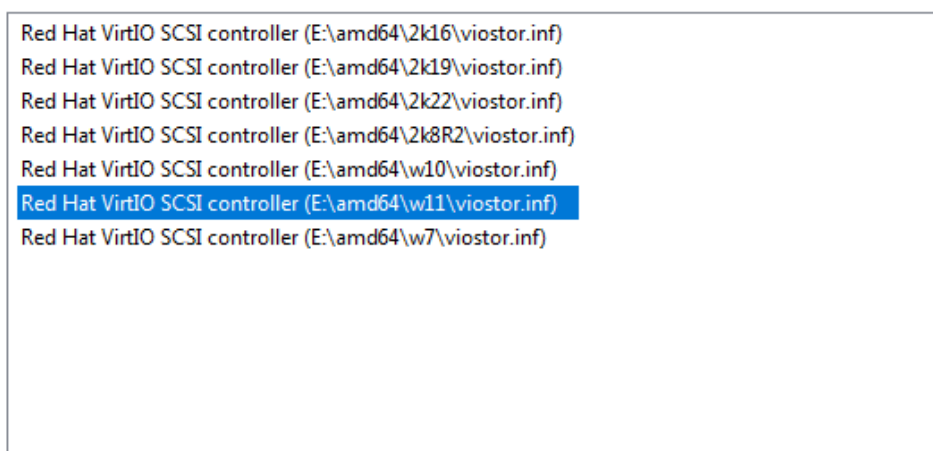 Red Hat VirtIO SCSI controller (E:\amd64\2k16\viostor.inf)
Red Hat VirtIO SCSI controller (E:\amd64\2k19\viostor.inf)
Red Hat VirtIO SCSI controller (E:\amd64\2k22\viostor.inf)
Red Hat VirtIO SCSI controller (E:\amd64\2k8R2\viostor.inf)
Red Hat VirtIO SCSI controller (E:\amd64\w10\viostor.inf)
Red Hat VirtIO SCSI controller (E:\amd64\w11\viostor.inf)
Red Hat VirtIO SCSI controller (E:\amd64\w7\viostor.inf)